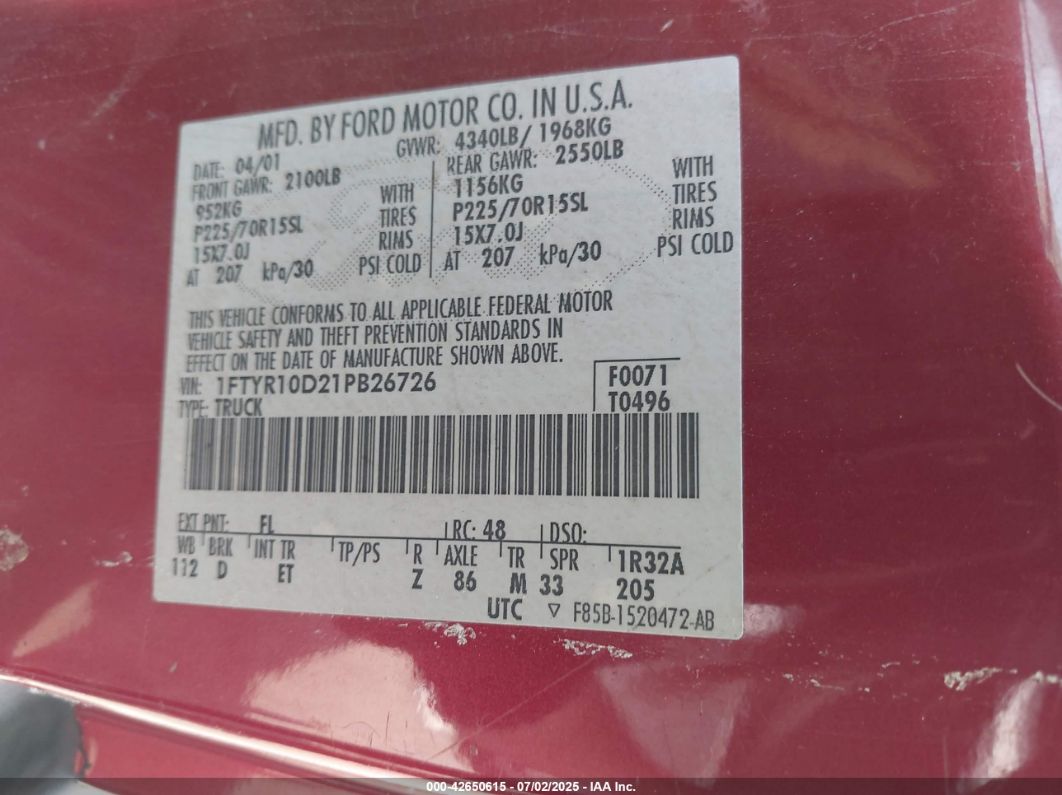 MFD. BY FORD MOTOR CO. IN U.S.A.
DATE: 04/01 GVWR: 4340LB/ 1968KG
FRONT GAWR: 2100LB REAR GAWR: 2550LB
952KG WITH 1156KG WITH
P225/70R15SL TIRES P225/70R15SL TIRES
15X7.0J RIMS 15X7.0J RIMS
AT 207 kPa/30 PSI COLD AT 207 kPa/30 PSI COLD
THIS VEHICLE CONFORMS TO ALL APPLICABLE FEDERAL MOTOR
VEHICLE SAFETY AND THEFT PREVENTION STANDARDS IN
EFFECT ON THE DATE OF MANUFACTURE SHOWN ABOVE.
VIN: 1FTYR10D21PB26726 F0071
TYPE: TRUCK T0496
EXT PNT: FL RC: 48 DSO:
WB BRK INT TR TP/PS R AXLE TR SPR 1R32A
112 D ET Z 86 M 33 205
UTC ▽ F85B-1520472-AB
000-42650615 - 07/02/2025 - IAA Inc.